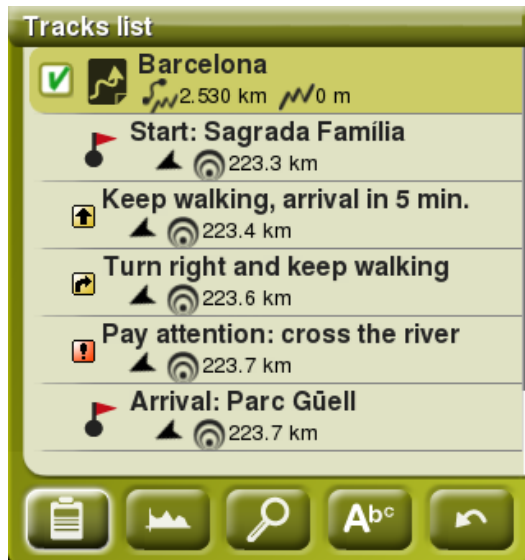 Tracks list
Barcelona
2.530 km 0 m
Start: Sagrada Família
223.3 km
Keep walking, arrival in 5 min.
223.4 km
Turn right and keep walking
223.6 km
Pay attention: cross the river
223.7 km
Arrival: Parc Gūell
223.7 km
Abc